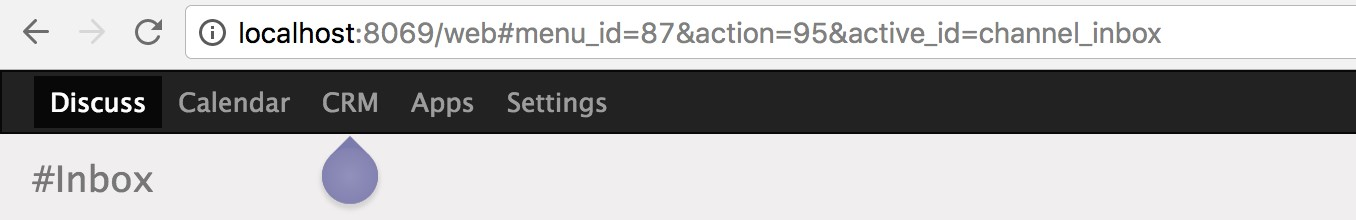 localhost:8069/web#menu_id=87&action=95&active_id=channel_inbox
Discuss Calendar CRM Apps Settings
#Inbox